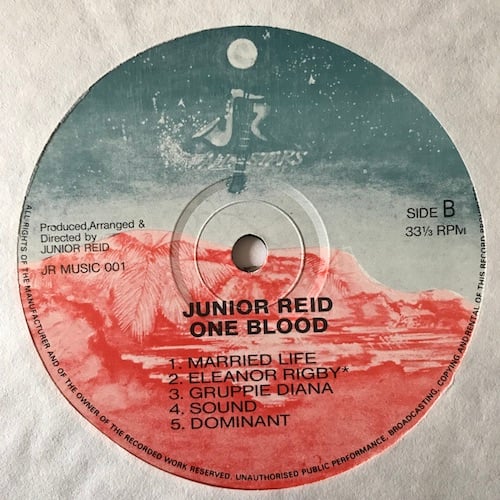 JR
ALL STARS
Produced,Arranged &
Directed by
JUNIOR REID
JR MUSIC 001
SIDE B
33⅓ RPM
JUNIOR REID
ONE BLOOD
1: MARRIED LIFE
2: ELEANOR RIGBY*
3: GRUPPIE DIANA
4: SOUND
5: DOMINANT
ALL RIGHTS OF THE MANUFACTURER AND OF THE OWNER OF THE RECORDED WORK RESERVED. UNAUTHORISED PUBLIC PERFORMANCE, BROADCASTING, COPYING AND RENTAL OF THIS RECORD